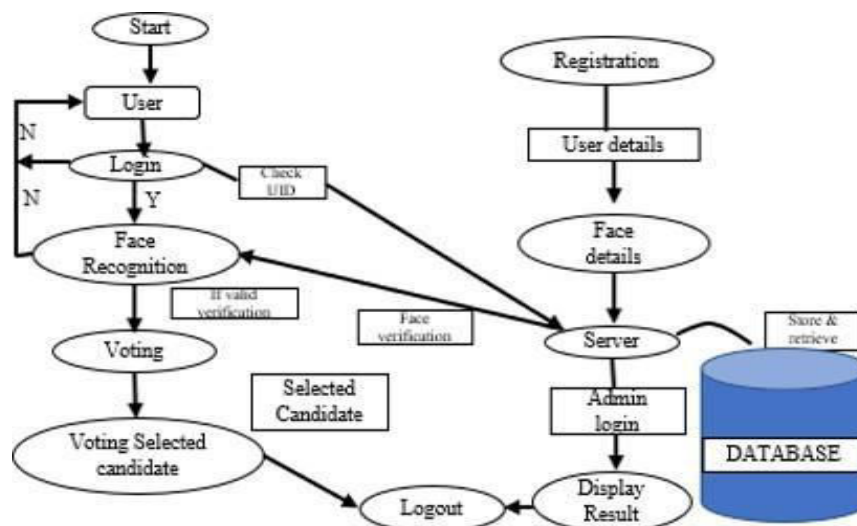 Start
Registration
User
N
User details
Login
Check
UID
N
Y
Face
Recognition
Face
details
If valid
verification
Face
verification
Server
Store &
retrieve
Voting
Selected
Candidate
Admin
login
Voting Selected
candidate
DATABASE
Logout
Display
Result